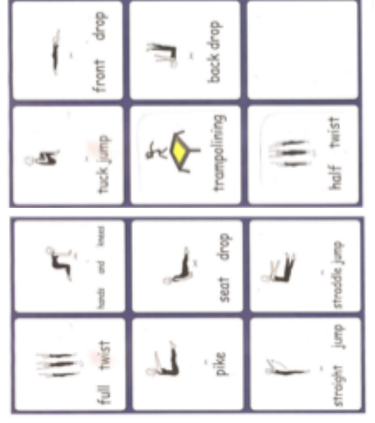 full twist
hands and knees
tuck jump
front drop
pike
seat drop
trampolining
back drop
straight jump
straddle jump
half twist